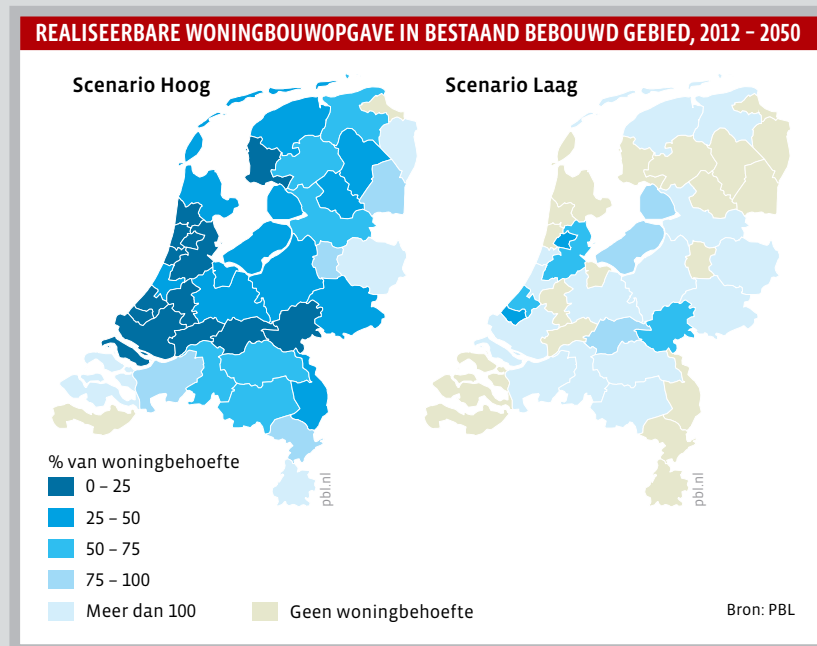 REALISEERBARE WONINGBOUWOPGAVE IN BESTAAND BEBOUWD GEBIED, 2012 – 2050
Scenario Hoog
Scenario Laag
% van woningbehoefte
0 – 25
25 – 50
50 – 75
75 – 100
Meer dan 100
Geen woningbehoefte
pbl.nl
pbl.nl
Bron: PBL